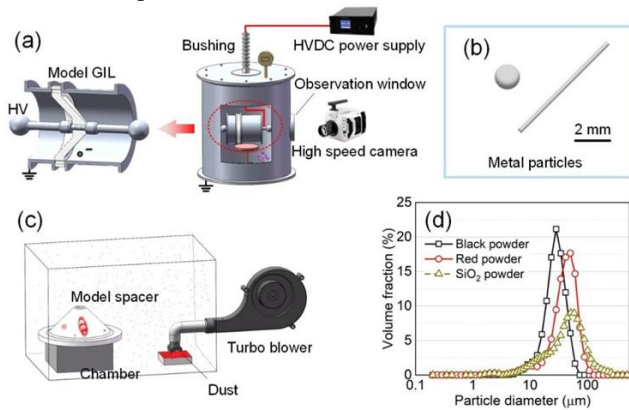 (a)
Model GIL
HV
Bushing
HVDC power supply
Observation window
High speed camera
(b)
2 mm
Metal particles
(c)
Model spacer
Chamber
Turbo blower
Dust
(d)
Volume fraction (%)
25
20
15
10
5
0
Black powder
Red powder
SiO₂ powder
0.1
1
10
100
Particle diameter (μm)